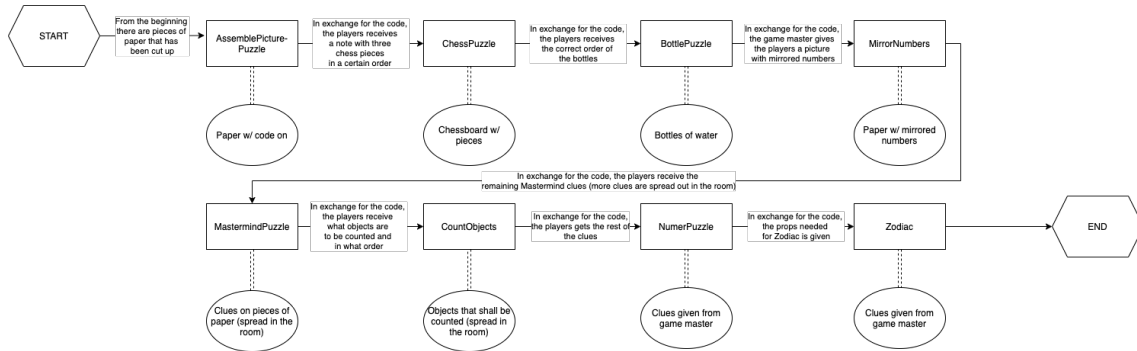 START
From the beginning
there are pieces of
paper that has
been cut up
AssemblePicture-
Puzzle
In exchange for the code,
the players receives
a note with three
chess pieces
in a certain order
ChessPuzzle
In exchange for the code,
the players receives
the correct order of
the bottles
BottlePuzzle
In exchange for the code,
the game master gives
the players a picture
with mirrored numbers
MirrorNumbers
Paper w/ code on
Chessboard w/
pieces
Bottles of water
Paper w/ mirrored
numbers
In exchange for the code, the players receive the
remaining Mastermind clues (more clues are spread out in the room)
MastermindPuzzle
In exchange for the code,
the players receive
what objects are
to be counted and
in what order
CountObjects
In exchange for the code,
the players gets the rest of
the clues
NumerPuzzle
In exchange for the code,
the props needed
for Zodiac is given
Zodiac
END
Clues on pieces of
paper (spread in the
room)
Objects that shall be
counted (spread in
the room)
Clues given from
game master
Clues given from
game master